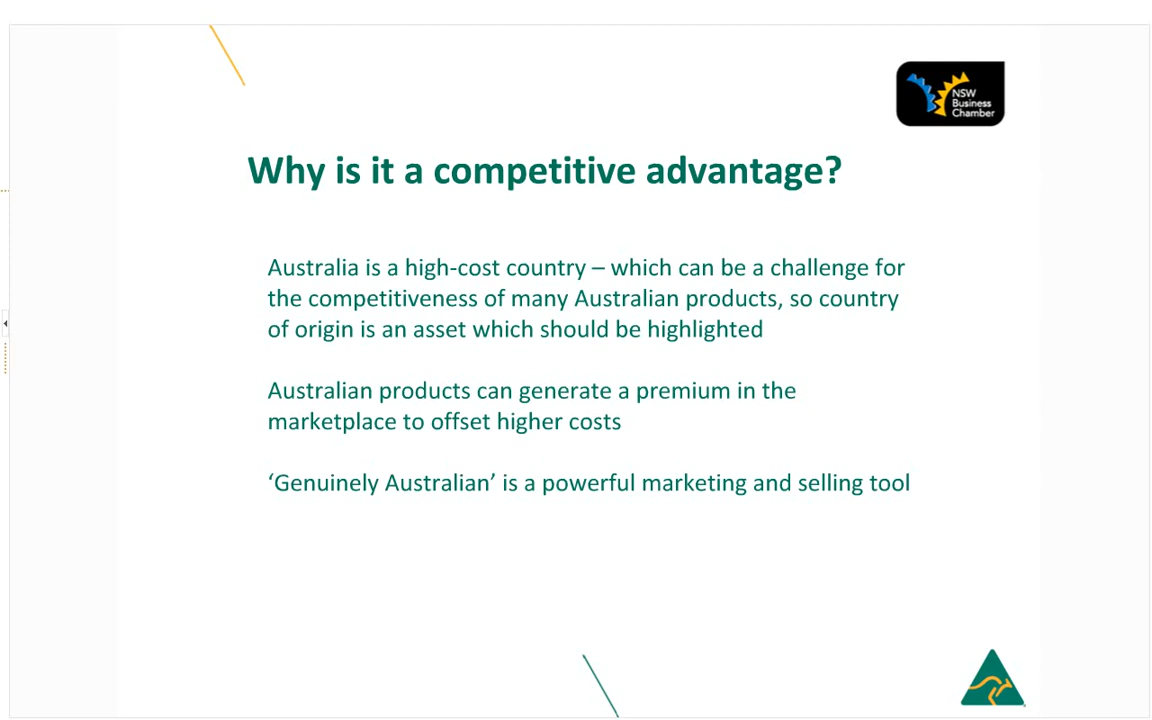 NSW
Business
Chamber
Why is it a competitive advantage?
Australia is a high-cost country – which can be a challenge for
the competitiveness of many Australian products, so country
of origin is an asset which should be highlighted
Australian products can generate a premium in the
marketplace to offset higher costs
‘Genuinely Australian’ is a powerful marketing and selling tool